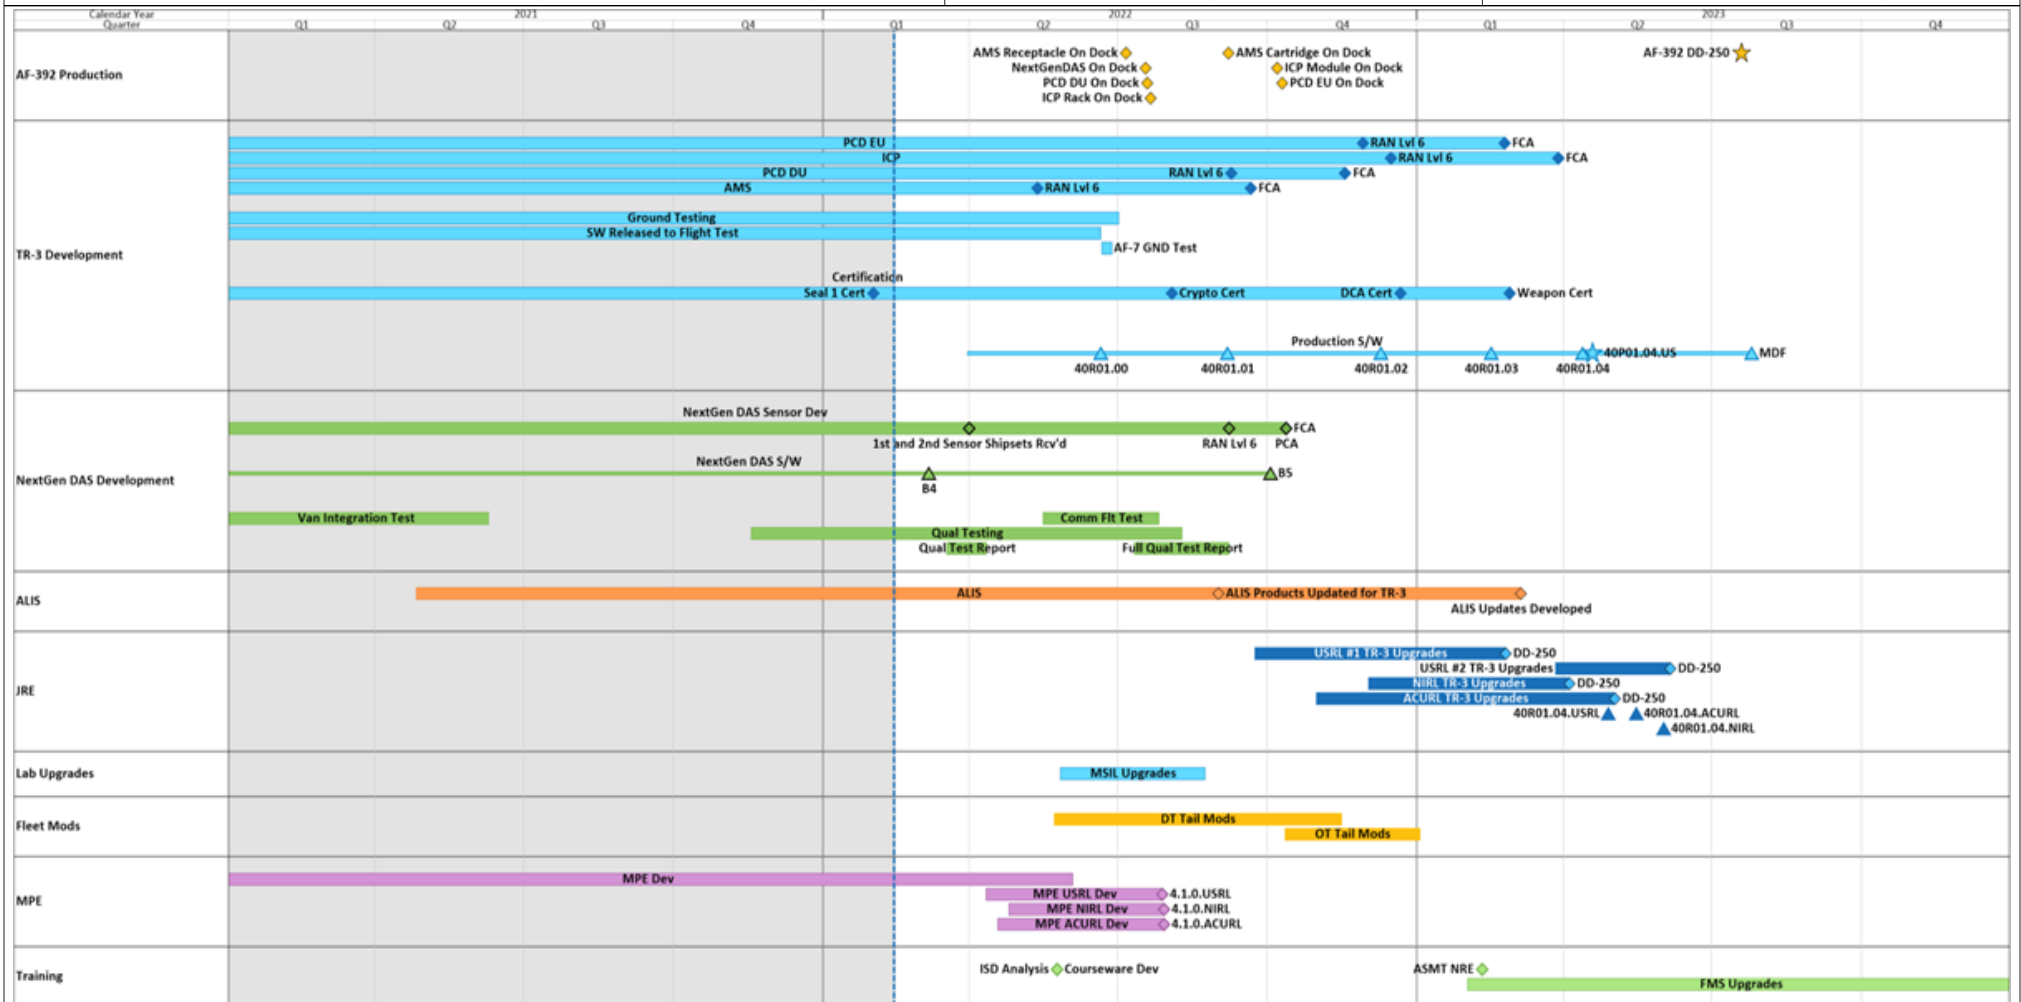 Calendar Year 2021 2022 2023
Quarter Q1 Q2 Q3 Q4 Q1 Q2 Q3 Q4 Q1 Q2 Q3 Q4
AF-392 Production
AMS Receptacle On Dock AMS Cartridge On Dock AF-392 DD-250
NextGenDAS On Dock ICP Module On Dock
PCD DU On Dock PCD EU On Dock
ICP Rack On Dock
TR-3 Development
PCD EU RAN Lvl 6 FCA
ICP RAN Lvl 6 FCA
PCD DU RAN Lvl 6 FCA
AMS RAN Lvl 6 FCA
Ground Testing
SW Released to Flight Test
AF-7 GND Test
Certification
Seal 1 Cert Crypto Cert DCA Cert Weapon Cert
Production S/W
40P01.04.US MDF
40R01.00 40R01.01 40R01.02 40R01.03 40R01.04
NextGen DAS Development
NextGen DAS Sensor Dev
FCA
1st and 2nd Sensor Shipsets Rcv'd RAN Lvl 6 PCA
NextGen DAS S/W
B5
B4
Van Integration Test Comm Flt Test
Qual Testing
Qual Test Report Full Qual Test Report
ALIS
ALIS ALIS Products Updated for TR-3
ALIS Updates Developed
JRE
USRL #1 TR-3 Upgrades DD-250
USRL #2 TR-3 Upgrades DD-250
NIRL TR-3 Upgrades DD-250
ACURL TR-3 Upgrades DD-250
40R01.04.USRL 40R01.04.ACURL
40R01.04.NIRL
Lab Upgrades
MSIL Upgrades
Fleet Mods
DT Tail Mods
OT Tail Mods
MPE
MPE Dev
MPE USRL Dev 4.1.0.USRL
MPE NIRL Dev 4.1.0.NIRL
MPE ACURL Dev 4.1.0.ACURL
Training
ISD Analysis Courseware Dev ASMT NRE
FMS Upgrades